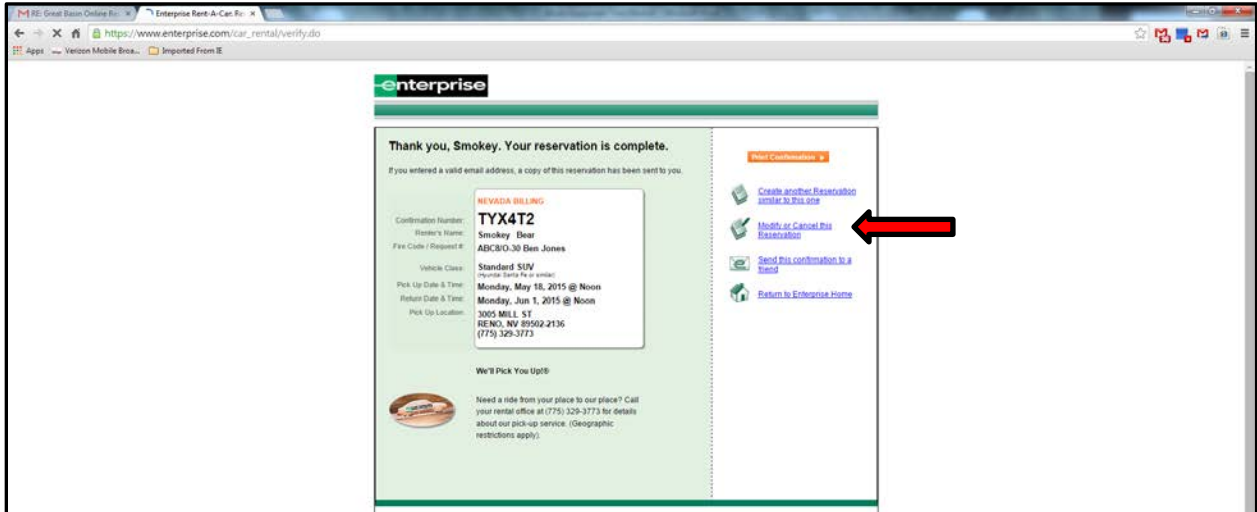 RE: Great Basin Online Re
Enterprise Rent-A-Car: Re
https://www.enterprise.com/car_rental/verify.do
Apps
Verizon Mobile Broa...
Imported From IE
enterprise
Thank you, Smokey. Your reservation is complete.
If you entered a valid email address, a copy of this reservation has been sent to you.
NEVADA BILLING
Confirmation Number: TYX4T2
Renter's Name: Smokey Bear
Fire Code / Request #: ABC8/O-30 Ben Jones
Vehicle Class: Standard SUV
(Hyundai Santa Fe or similar)
Pick Up Date & Time: Monday, May 18, 2015 @ Noon
Return Date & Time: Monday, Jun 1, 2015 @ Noon
Pick Up Location: 3005 MILL ST
RENO, NV 89502-2136
(775) 329-3773
We'll Pick You Up!®
Need a ride from your place to our place? Call
your rental office at (775) 329-3773 for details
about our pick-up service. (Geographic
restrictions apply).
Print Confirmation
Create another Reservation
similar to this one
Modify or Cancel this
Reservation
Send this confirmation to a
friend
Return to Enterprise Home